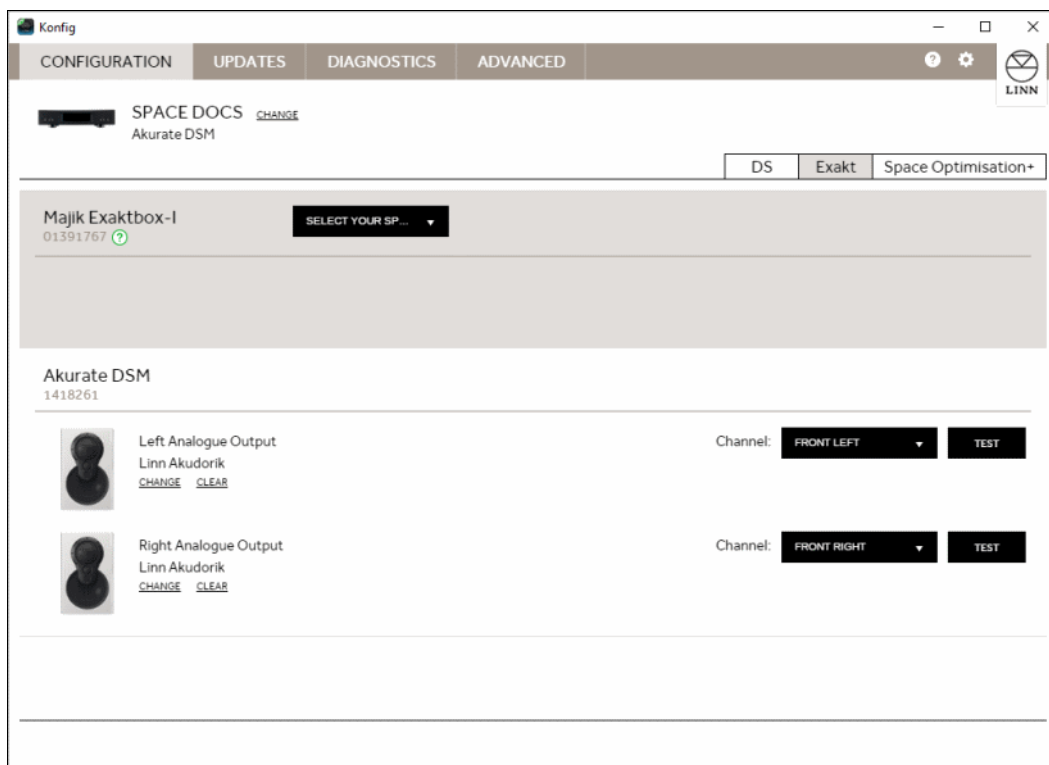 Konfig
CONFIGURATION UPDATES DIAGNOSTICS ADVANCED ?
LINN
SPACE DOCS CHANGE
Akurate DSM
DS Exakt Space Optimisation+
Majik Exaktbox-I SELECT YOUR SP...
01391767 ?
Akurate DSM
1418261
Left Analogue Output Channel: FRONT LEFT TEST
Linn Akudorik
CHANGE CLEAR
Right Analogue Output Channel: FRONT RIGHT TEST
Linn Akudorik
CHANGE CLEAR